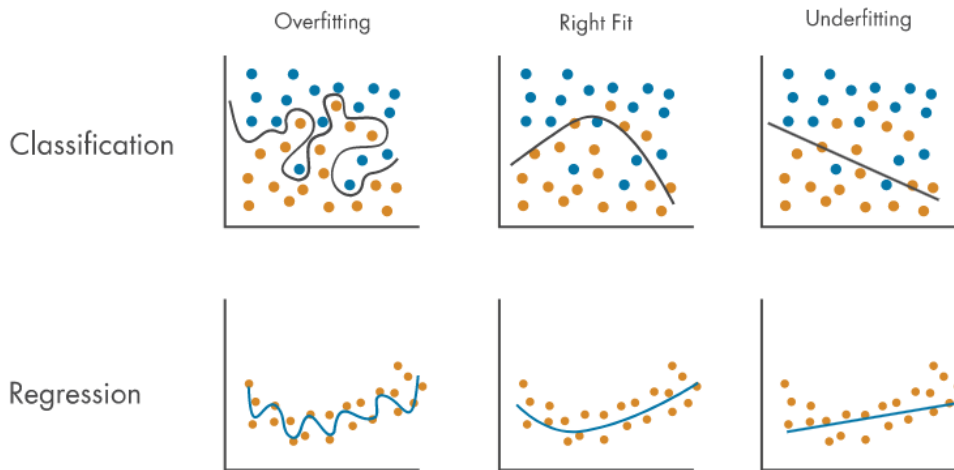 Overfitting
Right Fit
Underfitting
Classification
Regression